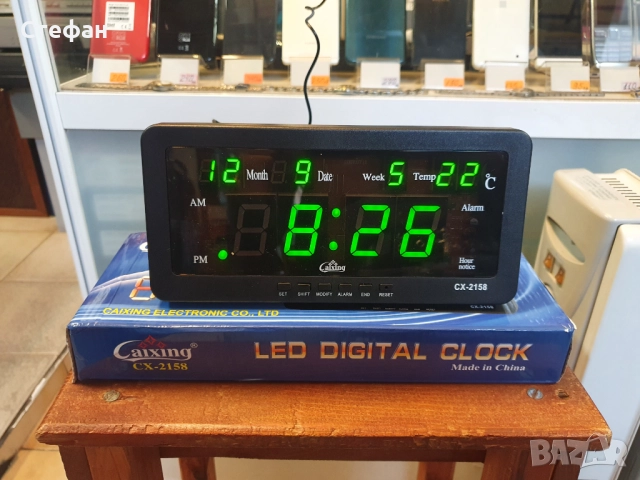 Стефан
12 Month 9 Date Week 5 Temp 22 °C
AM
Alarm
8:26
PM
Caixing
Hour
notice
SET SHIFT MODIFY ALARM END RESET
CX-2158
CAIXING ELECTRONIC CO., LTD
CX-2158
Caixing®
CX-2158
LED DIGITAL CLOCK
Made in China
BAZAR